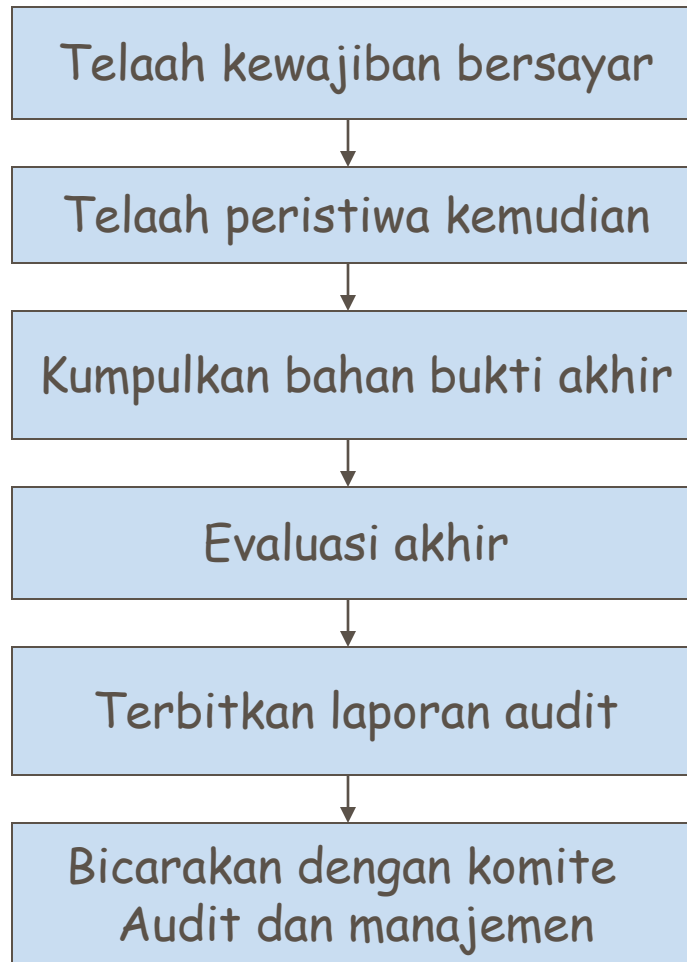 Telaah kewajiban bersayar
Telaah peristiwa kemudian
Kumpulkan bahan bukti akhir
Evaluasi akhir
Terbitkan laporan audit
Bicarakan dengan komite
Audit dan manajemen